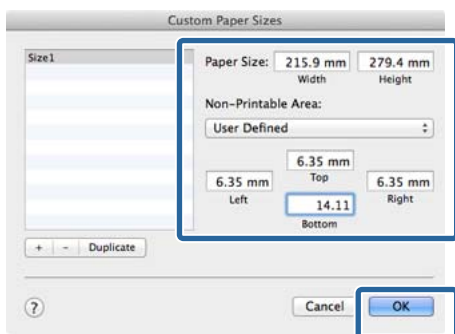 Custom Paper Sizes
Size1
Paper Size: 215.9 mm 279.4 mm
Width Height
Non-Printable Area:
User Defined
6.35 mm
Top
6.35 mm 6.35 mm
Left Right
14.11
Bottom
+ - Duplicate
? Cancel OK